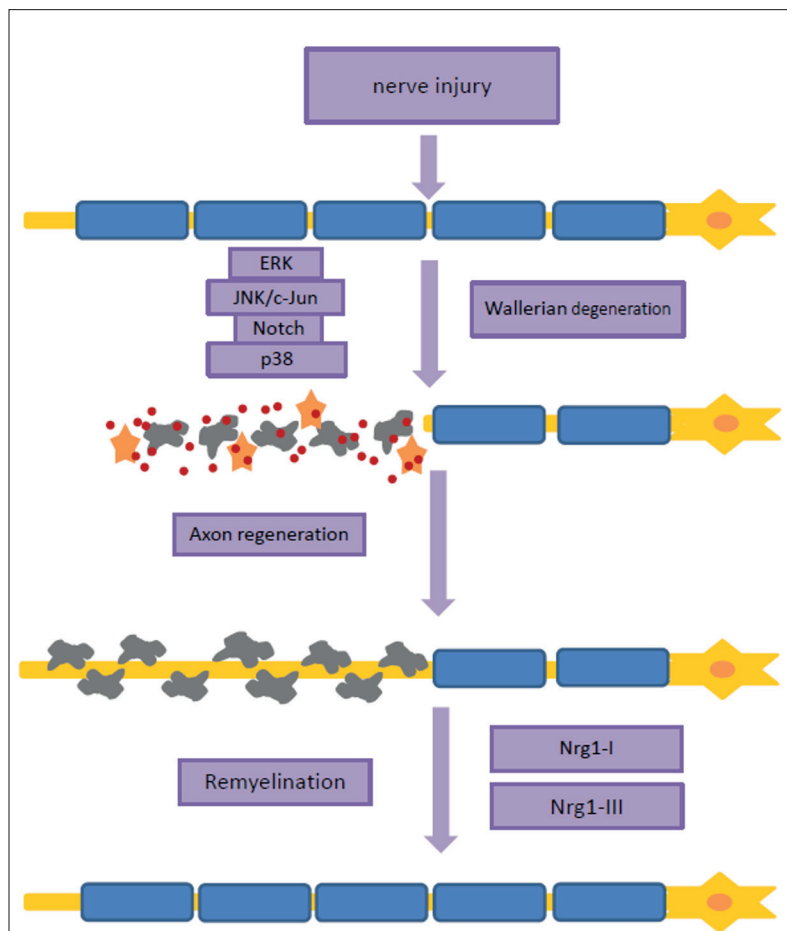 nerve injury
ERK
JNK/c-Jun
Notch
p38
Wallerian degeneration
Axon regeneration
Remyelination
Nrg1-I
Nrg1-III